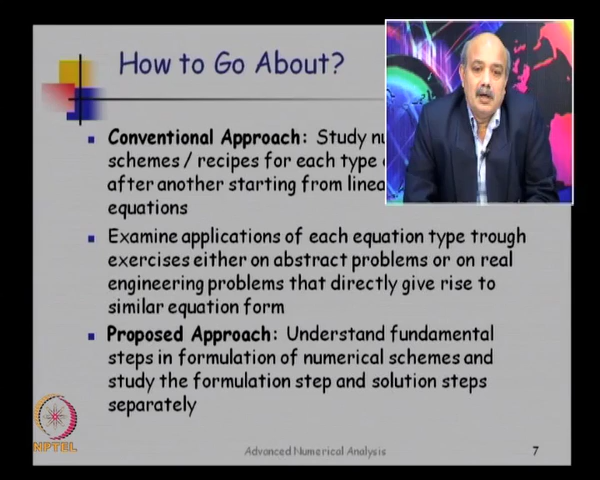 How to Go About?
Conventional Approach: Study
schemes / recipes for each type
after another starting from
equations
Examine applications of each equation type trough
exercises either on abstract problems or on real
engineering problems that directly give rise to
similar equation form
Proposed Approach: Understand fundamental
steps in formulation of numerical schemes and
study the formulation step and solution steps
separately
NPTEL
Advanced Numerical Analysis
7